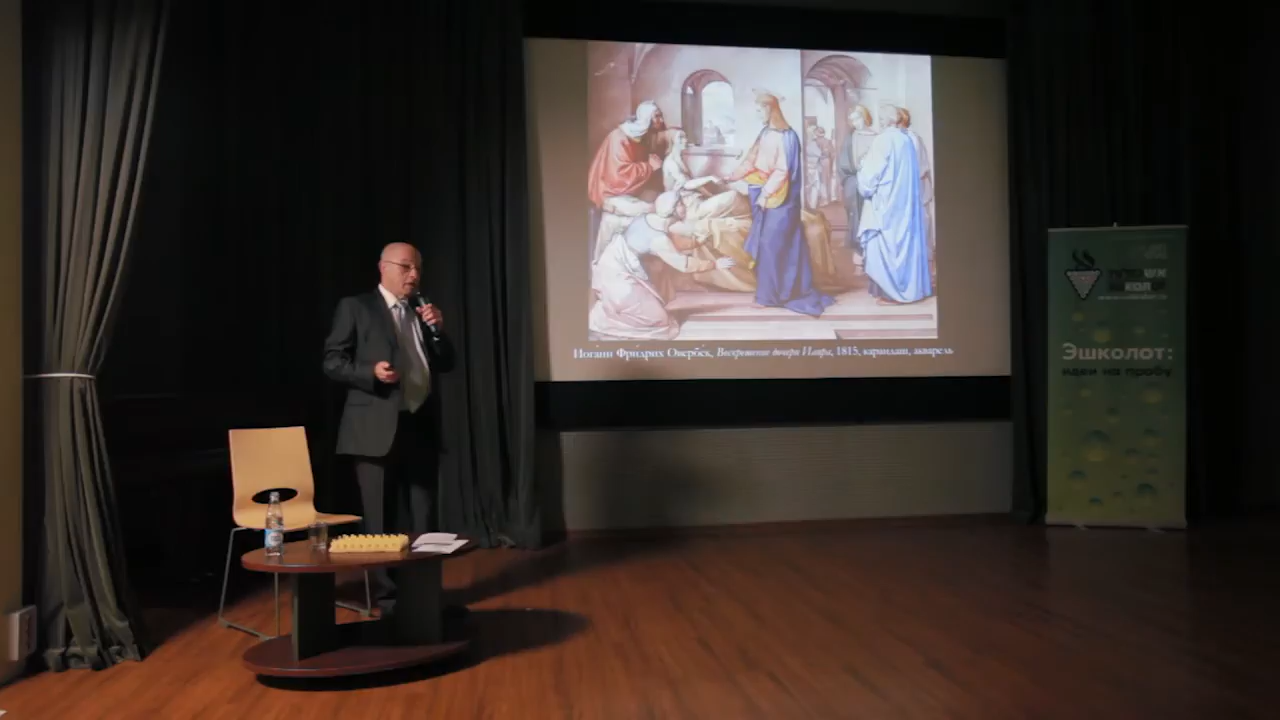 Иоганн Фридрих Овербек, Воскрешение дочери Иаира, 1815, карандаш, акварель
Эшколот:
идеи на пробу